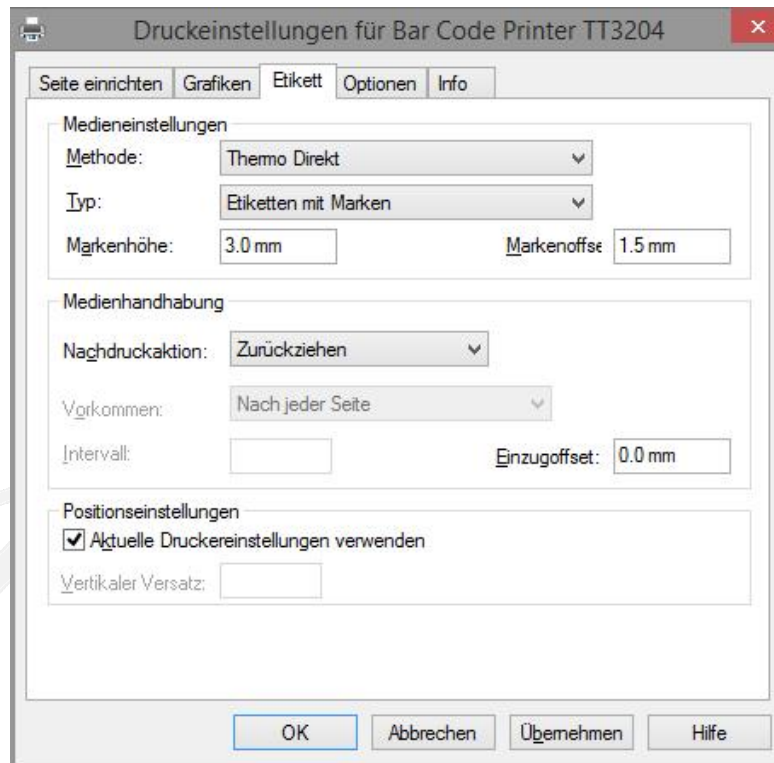 Druckeinstellungen für Bar Code Printer TT3204
Seite einrichten Grafiken Etikett Optionen Info
Medieneinstellungen
Methode: Thermo Direkt
Typ: Etiketten mit Marken
Markenhöhe: 3.0 mm Markenoffse 1.5 mm
Medienhandhabung
Nachdruckaktion: Zurückziehen
Vorkommen: Nach jeder Seite
Intervall: Einzugoffset: 0.0 mm
Positionseinstellungen
Aktuelle Druckereinstellungen verwenden
Vertikaler Versatz:
OK Abbrechen Übernehmen Hilfe